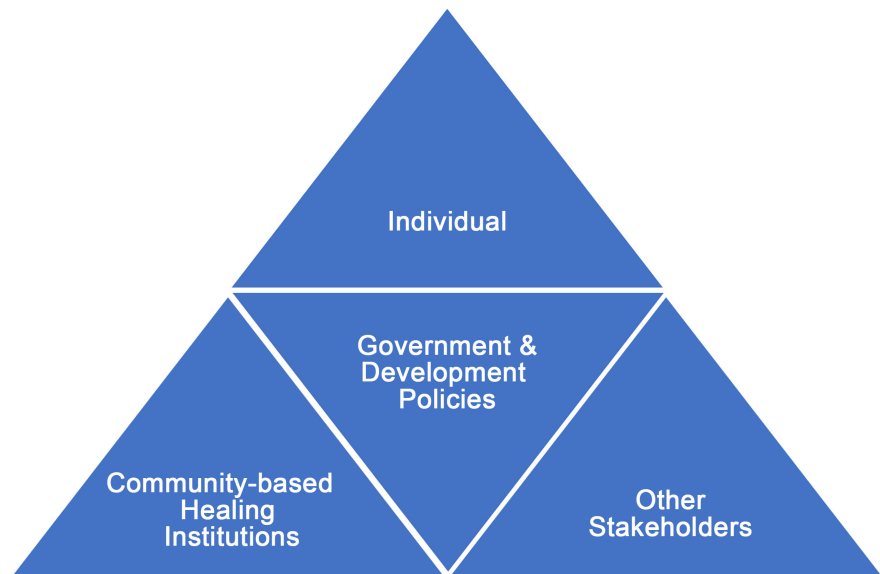 Individual
Government &
Development
Policies
Community-based
Healing
Institutions
Other
Stakeholders